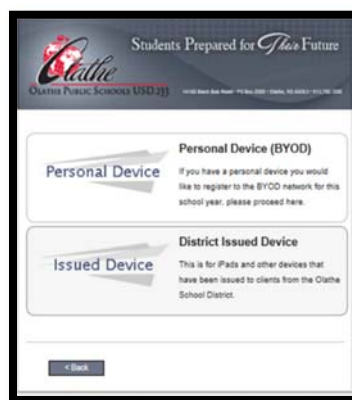 Students Prepared for Their Future
Olathe
OLATHE PUBLIC SCHOOLS USD 233
Personal Device
Personal Device (BYOD)
If you have a personal device you would
like to register to the BYOD network for this
school year, please proceed here.
Issued Device
District Issued Device
This is for iPads and other devices that
have been issued to clients from the Olathe
School District.
< Back